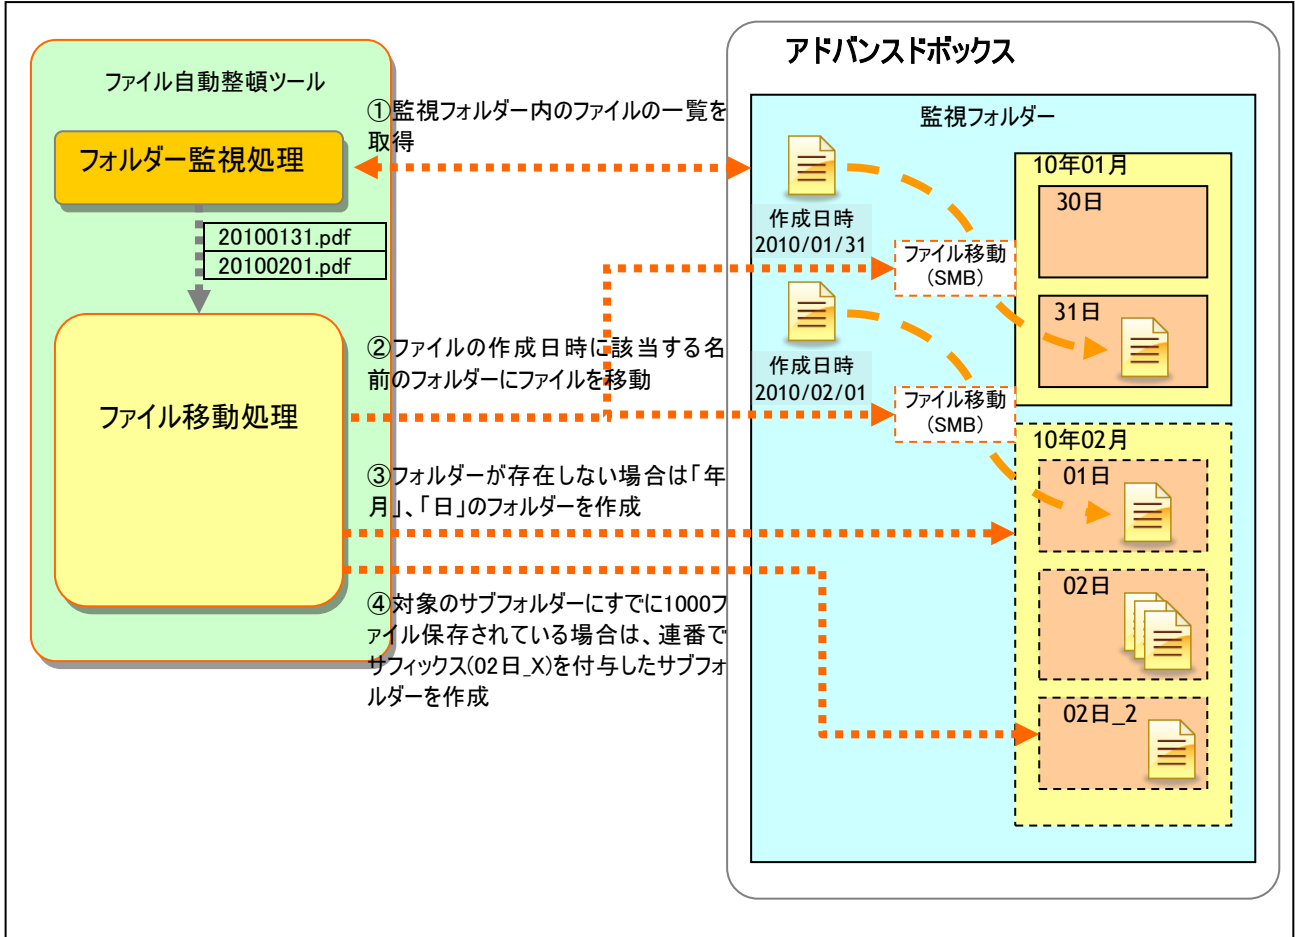 アドバンスドボックス
ファイル自動整頓ツール
フォルダー監視処理
20100131.pdf
20100201.pdf
ファイル移動処理
①監視フォルダー内のファイルの一覧を
取得
②ファイルの作成日時に該当する名
前のフォルダーにファイルを移動
③フォルダーが存在しない場合は「年
月」、「日」のフォルダーを作成
④対象のサブフォルダーにすでに1000フ
ァイル保存されている場合は、連番で
サフィックス(02日_X)を付与したサブフォ
ルダーを作成
監視フォルダー
作成日時
2010/01/31
ファイル移動
(SMB)
作成日時
2010/02/01
ファイル移動
(SMB)
10年01月
30日
31日
10年02月
01日
02日
02日_2